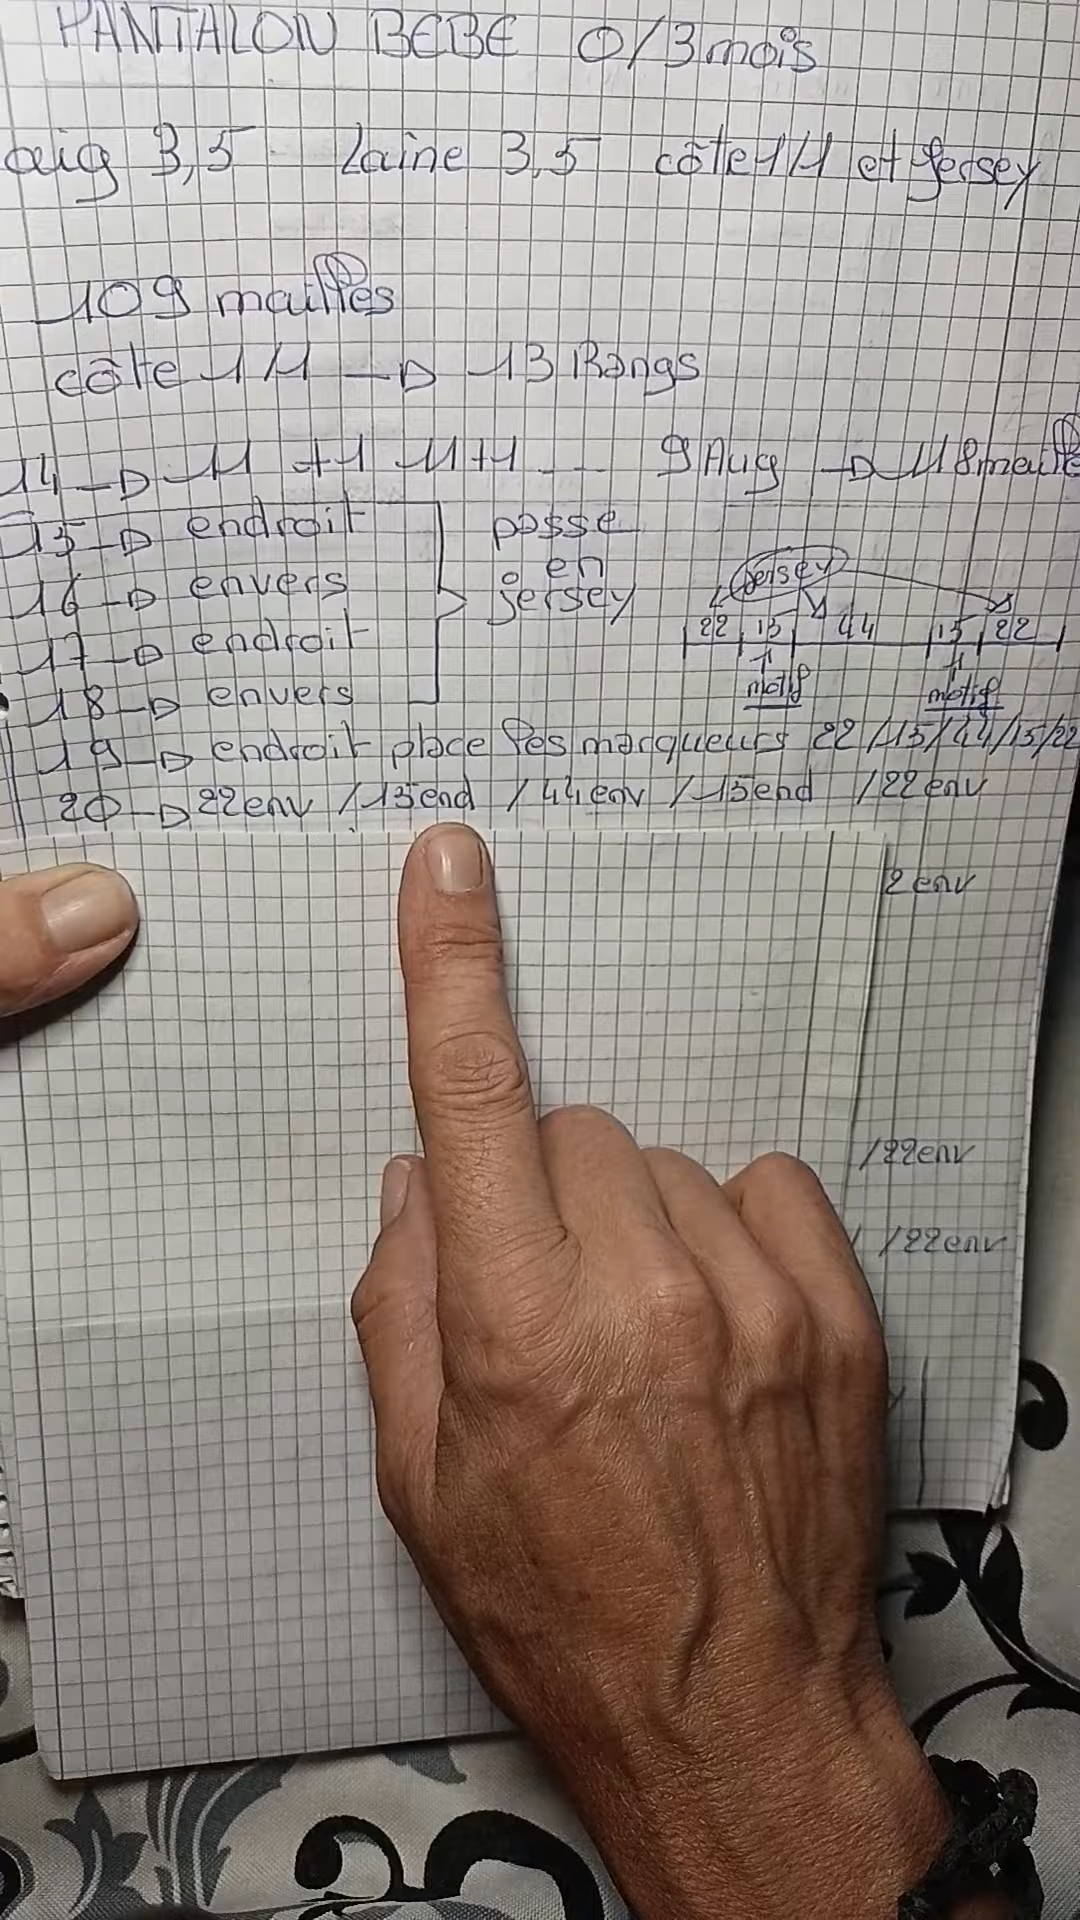 PANTALON BEBE 0/3 mois
aig 3,5 Laine 3,5 côte 1/1 et Jersey
109 mailles
côte 1/1 → 13 Rangs
14 → 11 +1 11+1 ... 9 Aug → 118 maille
15 → endroit
16 → envers
17 → endroit
18 → envers
passe
en
jersey
jersey
22 15 44 15 22
motif motif
19 → endroit place les marqueurs 22/15/44/15/22
20 → 22env /15end /44env /15end /22env
2env
/22env
/22env